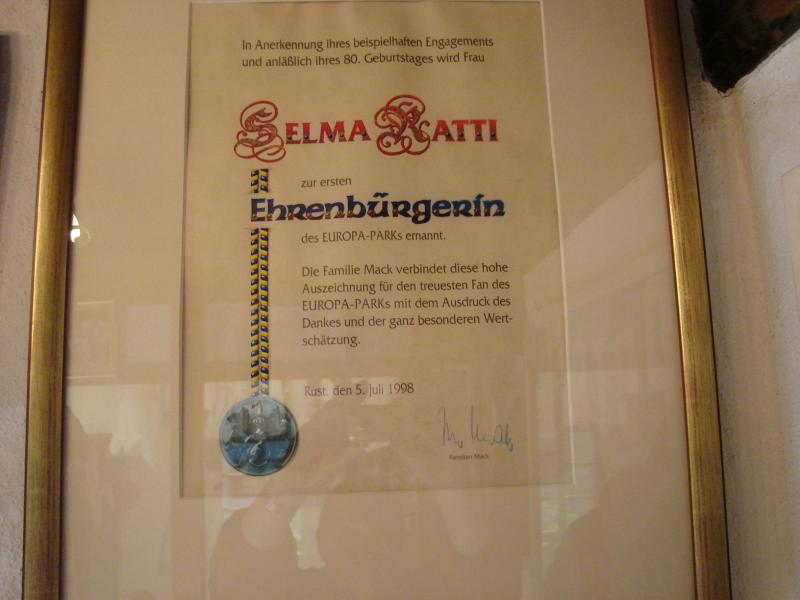 In Anerkennung ihres beispielhaften Engagements
und anläßlich ihres 80. Geburtstages wird Frau
SELMA RATTI
zur ersten
Ehrenbürgerin
des EUROPA-PARKs ernannt.
Die Familie Mack verbindet diese hohe
Auszeichnung für den treuesten Fan des
EUROPA-PARKs mit dem Ausdruck des
Dankes und der ganz besonderen Wert-
schätzung.
Rust, den 5. Juli 1998
Familien Mack